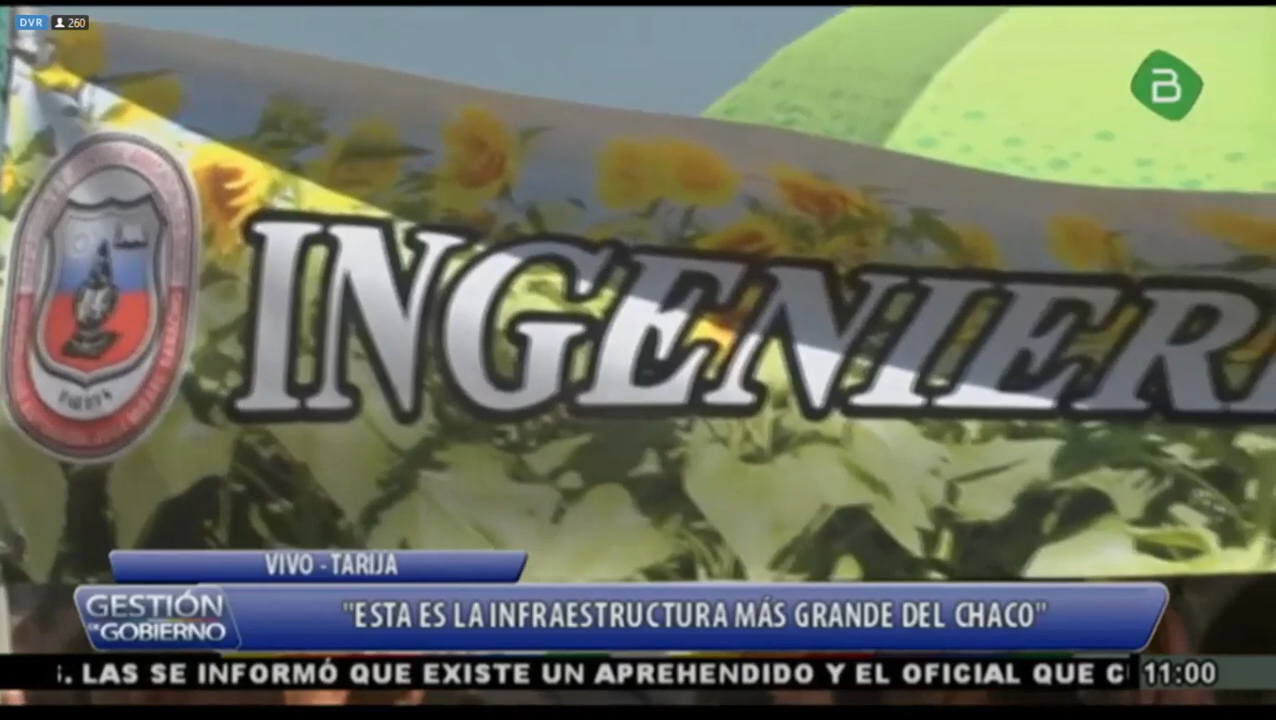 DVR 260
B
INGENIER
VIVO - TARIJA
GESTIÓN
DE GOBIERNO
"ESTA ES LA INFRAESTRUCTURA MÁS GRANDE DEL CHACO"
. LAS SE INFORMÓ QUE EXISTE UN APREHENDIDO Y EL OFICIAL QUE C
11:00